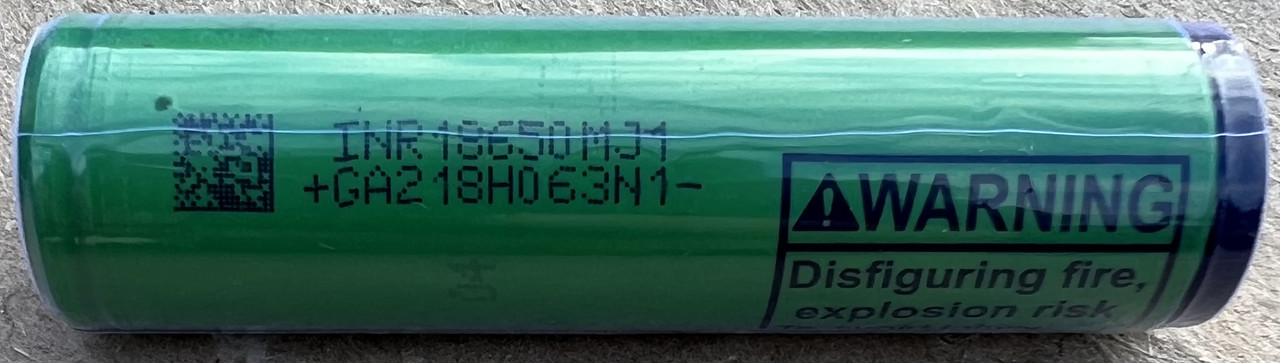 INR18650MJ1
+GA218H063N1-
WARNING
Disfiguring fire,
explosion risk